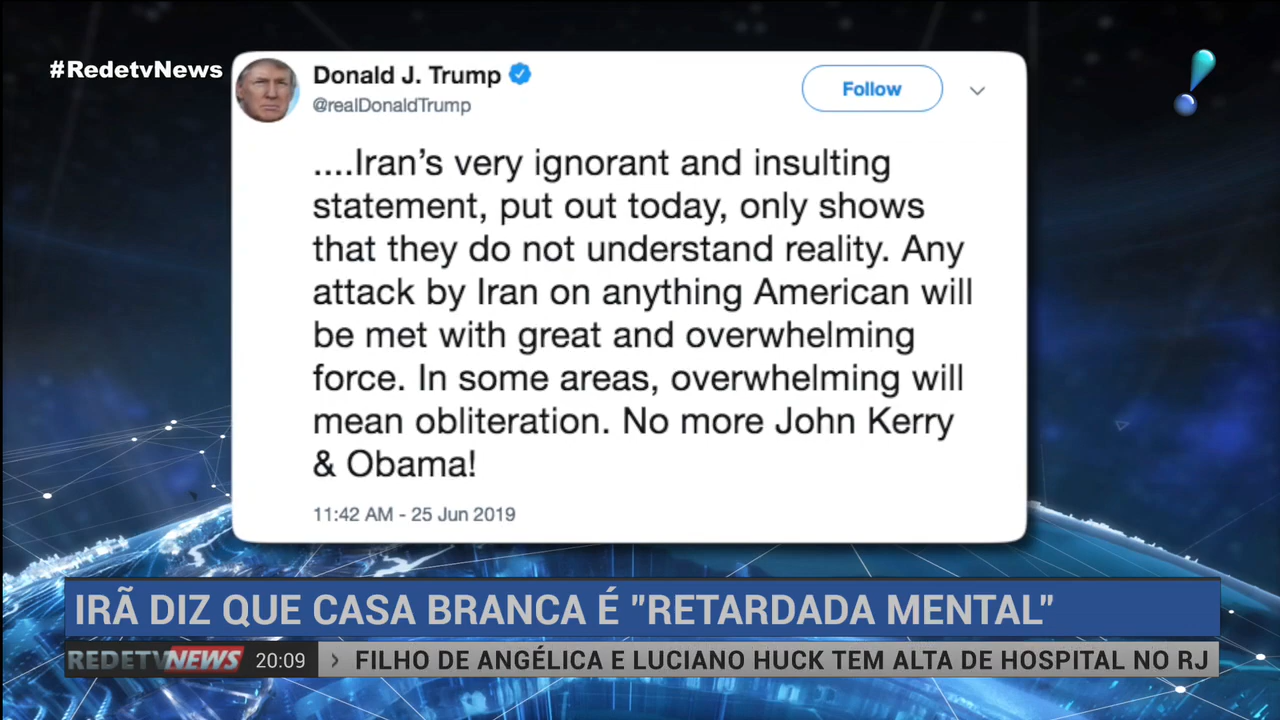 #RedetvNews
Donald J. Trump
@realDonaldTrump
Follow
....Iran’s very ignorant and insulting
statement, put out today, only shows
that they do not understand reality. Any
attack by Iran on anything American will
be met with great and overwhelming
force. In some areas, overwhelming will
mean obliteration. No more John Kerry
& Obama!
11:42 AM - 25 Jun 2019
IRÃ DIZ QUE CASA BRANCA É "RETARDADA MENTAL"
REDETVNEWS 20:09 › FILHO DE ANGÉLICA E LUCIANO HUCK TEM ALTA DE HOSPITAL NO RJ